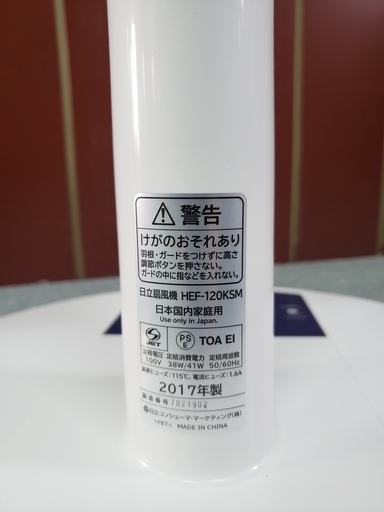 警告
けがのおそれあり
羽根・ガードをつけずに高さ
調節ボタンを押さない。
ガードの中に指などを入れない。
日立扇風機 HEF-120KSM
日本国内家庭用
Use only in Japan.
S JET PS E TOA EI
定格電圧 定格消費電力 定格周波数
100V 38W/41W 50/60Hz
温度ヒューズ:115℃、電流ヒューズ:1.6A
2017年製
製造番号 7021902
日立コンシューマ・マーケティング(株)
>PET< MADE IN CHINA